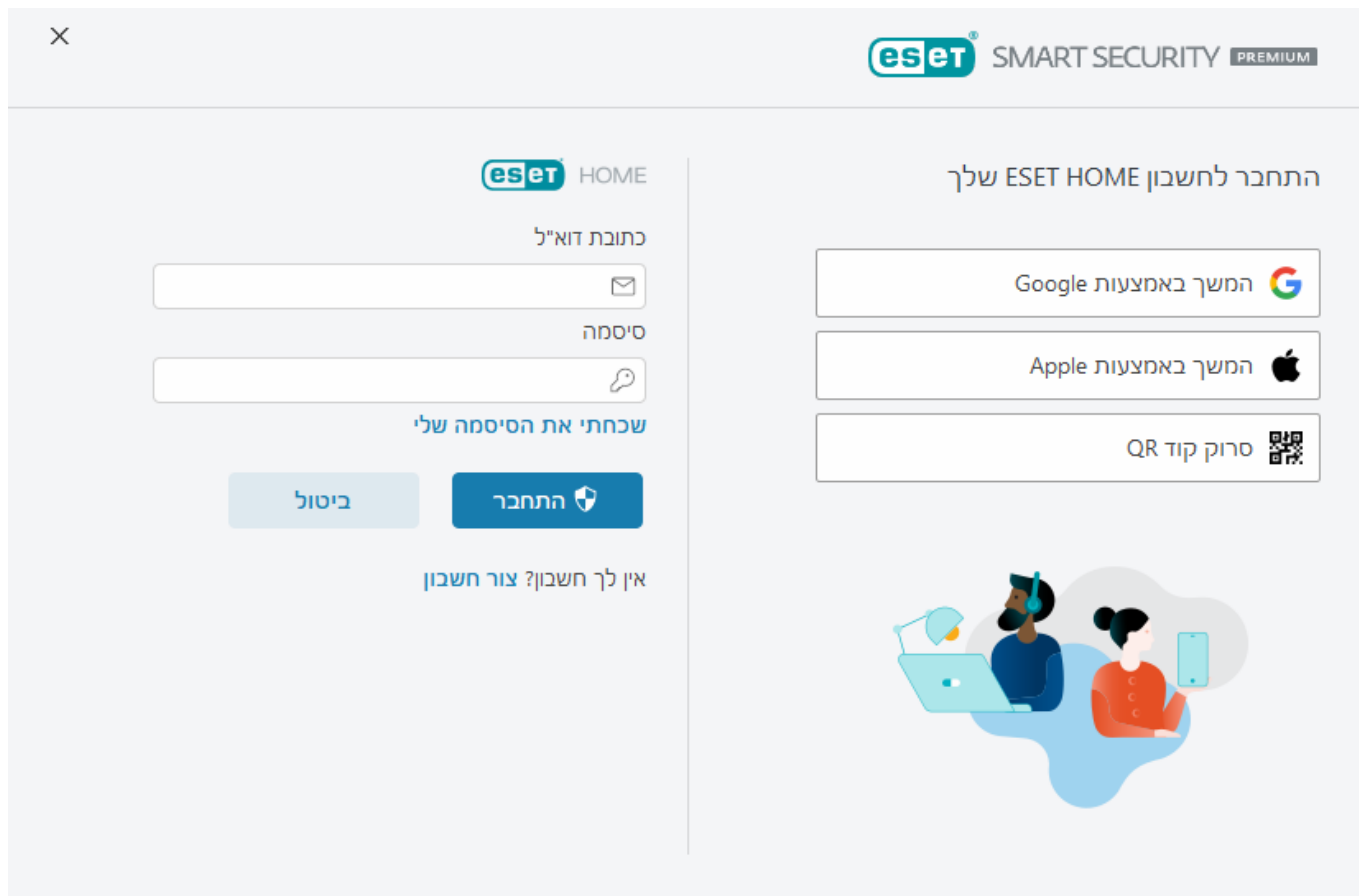 eset® SMART SECURITY PREMIUM
התחבר לחשבון ESET HOME שלך
המשך באמצעות Google
המשך באמצעות Apple
סרוק קוד QR
eset HOME
כתובת דוא"ל
סיסמה
שכחתי את הסיסמה שלי
התחבר
ביטול
אין לך חשבון? צור חשבון